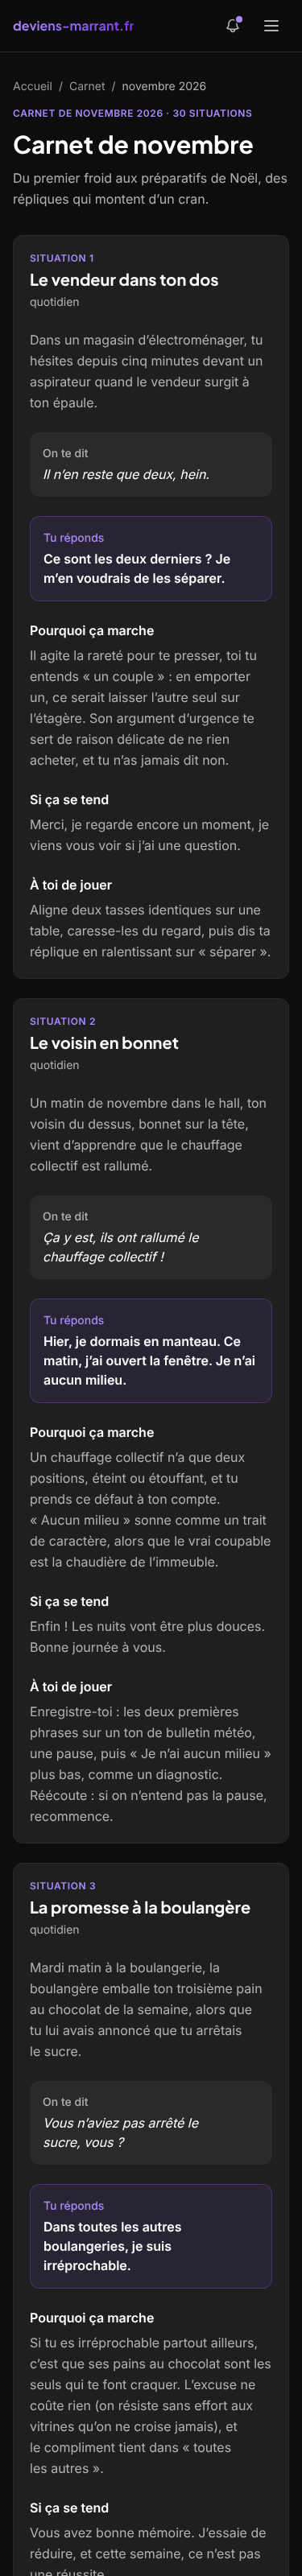 deviens-marrant.fr
Accueil / Carnet / novembre 2026
CARNET DE NOVEMBRE 2026 · 30 SITUATIONS
Carnet de novembre
Du premier froid aux préparatifs de Noël, des
répliques qui montent d’un cran.
SITUATION 1
Le vendeur dans ton dos
quotidien
Dans un magasin d’électroménager, tu
hésites depuis cinq minutes devant un
aspirateur quand le vendeur surgit à
ton épaule.
On te dit
Il n’en reste que deux, hein.
Tu réponds
Ce sont les deux derniers ? Je
m’en voudrais de les séparer.
Pourquoi ça marche
Il agite la rareté pour te presser, toi tu
entends « un couple » : en emporter
un, ce serait laisser l’autre seul sur
l’étagère. Son argument d’urgence te
sert de raison délicate de ne rien
acheter, et tu n’as jamais dit non.
Si ça se tend
Merci, je regarde encore un moment, je
viens vous voir si j’ai une question.
À toi de jouer
Aligne deux tasses identiques sur une
table, caresse-les du regard, puis dis ta
réplique en ralentissant sur « séparer ».
SITUATION 2
Le voisin en bonnet
quotidien
Un matin de novembre dans le hall, ton
voisin du dessus, bonnet sur la tête,
vient d’apprendre que le chauffage
collectif est rallumé.
On te dit
Ça y est, ils ont rallumé le
chauffage collectif !
Tu réponds
Hier, je dormais en manteau. Ce
matin, j’ai ouvert la fenêtre. Je n’ai
aucun milieu.
Pourquoi ça marche
Un chauffage collectif n’a que deux
positions, éteint ou étouffant, et tu
prends ce défaut à ton compte.
« Aucun milieu » sonne comme un trait
de caractère, alors que le vrai coupable
est la chaudière de l’immeuble.
Si ça se tend
Enfin ! Les nuits vont être plus douces.
Bonne journée à vous.
À toi de jouer
Enregistre-toi : les deux premières
phrases sur un ton de bulletin météo,
une pause, puis « Je n’ai aucun milieu »
plus bas, comme un diagnostic.
Réécoute : si on n’entend pas la pause,
recommence.
SITUATION 3
La promesse à la boulangère
quotidien
Mardi matin à la boulangerie, la
boulangère emballe ton troisième pain
au chocolat de la semaine, alors que
tu lui avais annoncé que tu arrêtais
le sucre.
On te dit
Vous n’aviez pas arrêté le
sucre, vous ?
Tu réponds
Dans toutes les autres
boulangeries, je suis
irréprochable.
Pourquoi ça marche
Si tu es irréprochable partout ailleurs,
c’est que ses pains au chocolat sont les
seuls qui te font craquer. L’excuse ne
coûte rien (on résiste sans effort aux
vitrines qu’on ne croise jamais), et
le compliment tient dans « toutes
les autres ».
Si ça se tend
Vous avez bonne mémoire. J’essaie de
réduire, et cette semaine, ce n’est pas
une réussite.